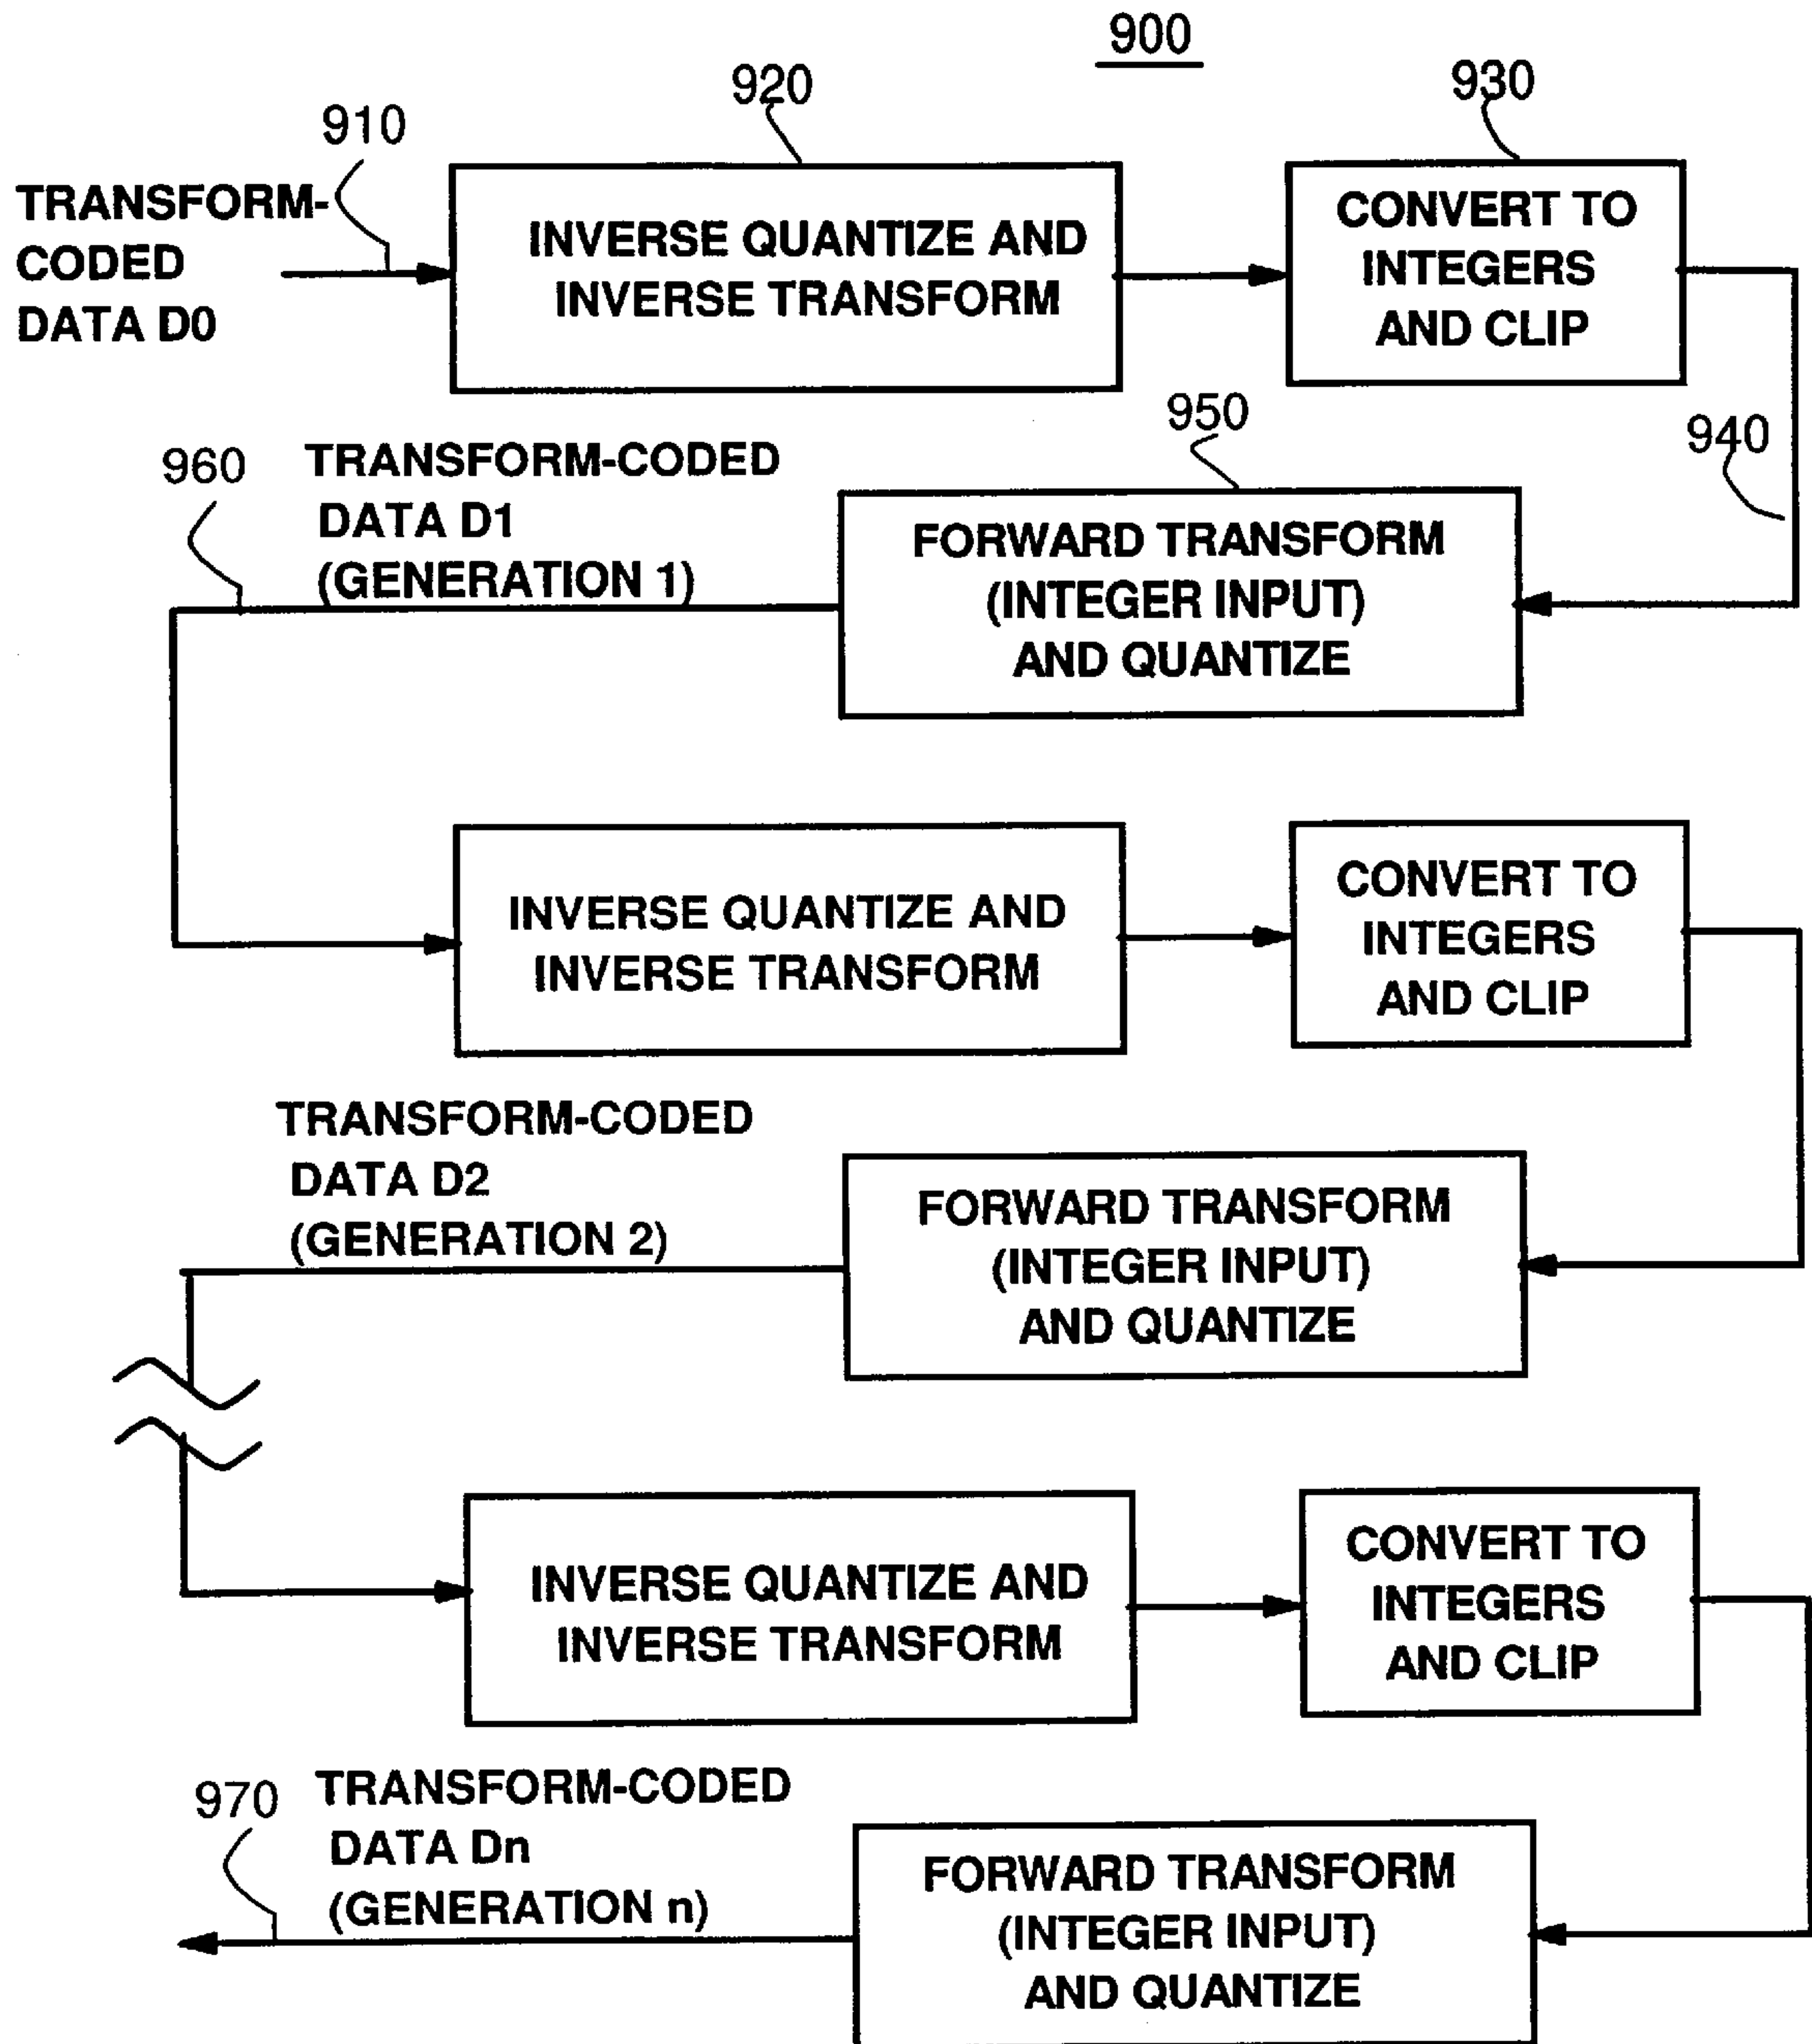 900
920
930
910
TRANSFORM-
CODED
DATA D0
INVERSE QUANTIZE AND
INVERSE TRANSFORM
CONVERT TO
INTEGERS
AND CLIP
940
950
960
TRANSFORM-CODED
DATA D1
(GENERATION 1)
FORWARD TRANSFORM
(INTEGER INPUT)
AND QUANTIZE
INVERSE QUANTIZE AND
INVERSE TRANSFORM
CONVERT TO
INTEGERS
AND CLIP
TRANSFORM-CODED
DATA D2
(GENERATION 2)
FORWARD TRANSFORM
(INTEGER INPUT)
AND QUANTIZE
INVERSE QUANTIZE AND
INVERSE TRANSFORM
CONVERT TO
INTEGERS
AND CLIP
970
TRANSFORM-CODED
DATA Dn
(GENERATION n)
FORWARD TRANSFORM
(INTEGER INPUT)
AND QUANTIZE